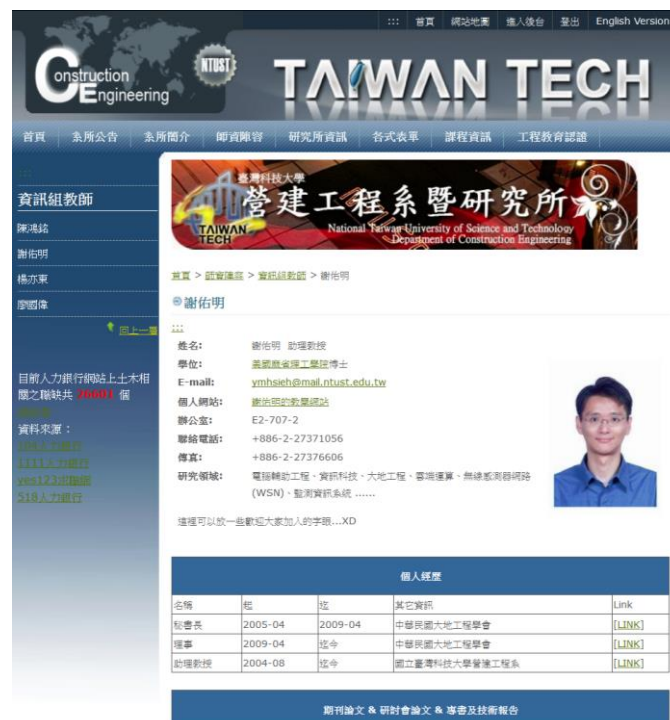 ::: 首頁 網站地圖 進入後台 登出 English Version
Construction
Engineering
NTUST
TAIWAN TECH
首頁 系所公告 系所簡介 師資陣容 研究所資訊 各式表單 課程資訊 工程教育認證
:::
資訊組教師
陳鴻銘
謝佑明
楊亦東
廖國偉
回上一層
目前人力銀行網站上土木相
關之職缺共 個
資料來源：
104人力銀行
1111人力銀行
yes123求職網
518人力銀行
臺灣科技大學
營建工程系暨研究所
TAIWAN
TECH
National Taiwan University of Science and Technology
Department of Construction Engineering
首頁 > 師資陣容 > 資訊組教師 > 謝佑明
謝佑明
:::
姓名: 謝佑明 助理教授
學位: 美國麻省理工學院博士
E-mail: ymhsieh@mail.ntust.edu.tw
個人網站: 謝佑明的教學網站
辦公室: E2-707-2
聯絡電話: +886-2-27371056
傳真: +886-2-27376606
研究領域: 電腦輔助工程、資訊科技、大地工程、雲端運算、無線感測器網路
(WSN)、監測資訊系統 ......
這裡可以放一些歡迎大家加入的字眼...XD
個人經歷
名稱 起 迄 其它資訊 Link
秘書長 2005-04 2009-04 中華民國大地工程學會 [LINK]
理事 2009-04 迄今 中華民國大地工程學會 [LINK]
助理教授 2004-08 迄今 國立臺灣科技大學營建工程系 [LINK]
期刊論文 & 研討會論文 & 專書及技術報告